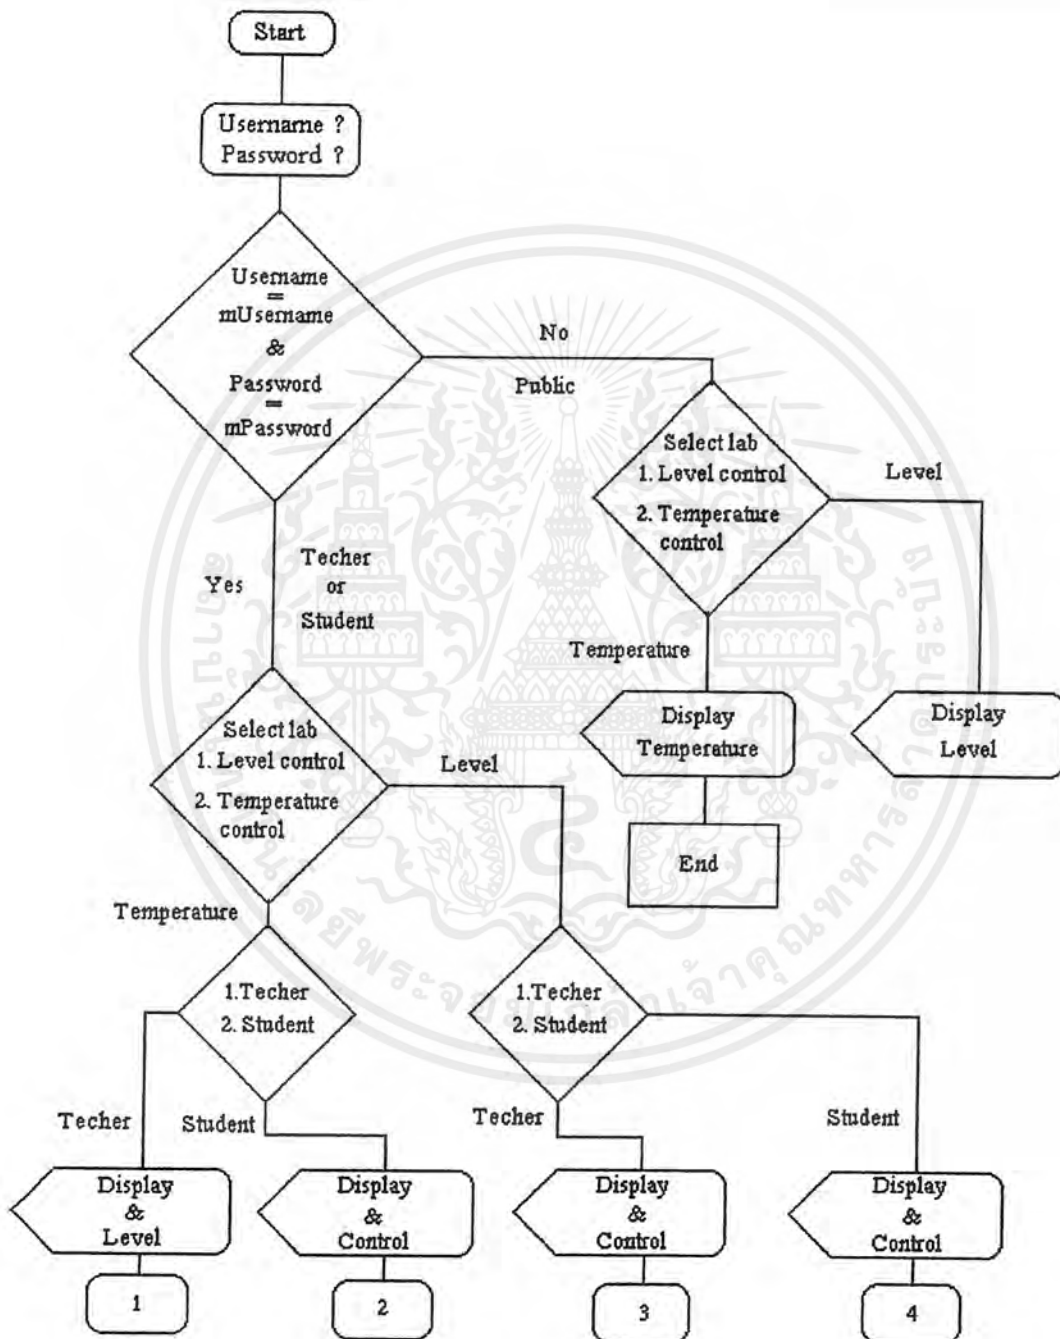 Start
Username ?
Password ?
Username
=
mUsername
&
Password
=
mPassword
No
Public
Select lab
1. Level control
2. Temperature
control
Level
Yes
Techer
or
Student
Temperature
Display
Temperature
Display
Level
End
Select lab
1. Level control
2. Temperature
control
Level
Temperature
1.Techer
2. Student
1.Techer
2. Student
Techer
Student
Techer
Student
Display
&
Level
Display
&
Control
Display
&
Control
Display
&
Control
1
2
3
4